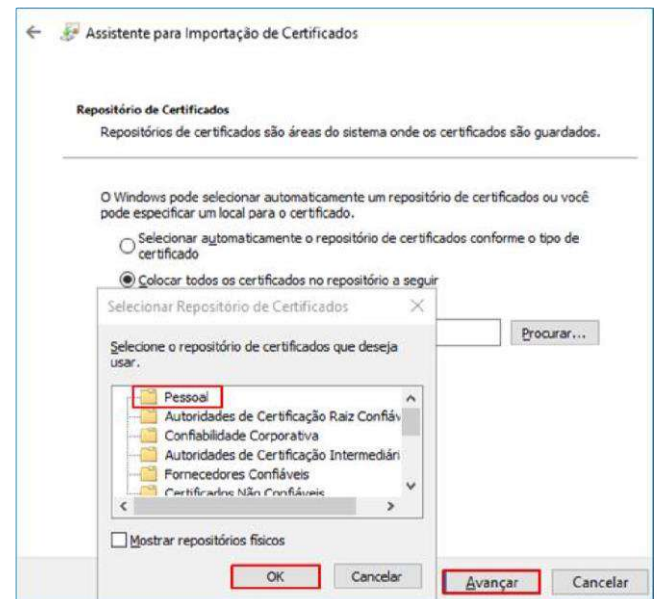 Assistente para Importação de Certificados
Repositório de Certificados
Repositórios de certificados são áreas do sistema onde os certificados são guardados.
O Windows pode selecionar automaticamente um repositório de certificados ou você
pode especificar um local para o certificado.
Selecionar automaticamente o repositório de certificados conforme o tipo de
certificado
Colocar todos os certificados no repositório a seguir
Selecionar Repositório de Certificados
Procurar...
Selecione o repositório de certificados que deseja
usar.
Pessoal
Autoridades de Certificação Raiz Confiáv
Confiabilidade Corporativa
Autoridades de Certificação Intermediári
Fornecedores Confiáveis
Certificados Não Confiáveis
Mostrar repositórios físicos
OK
Cancelar
Avançar
Cancelar